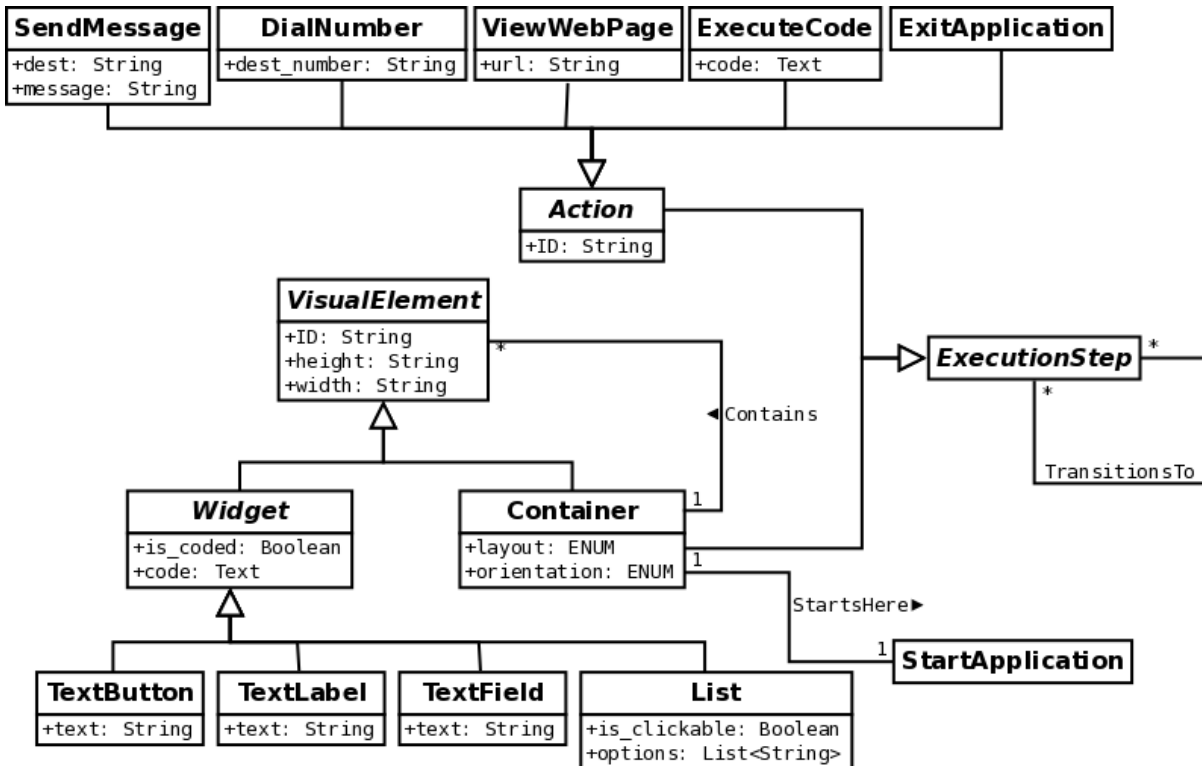 SendMessage
+dest: String
+message: String
DialNumber
+dest_number: String
ViewWebPage
+url: String
ExecuteCode
+code: Text
ExitApplication
Action
+ID: String
VisualElement
+ID: String
+height: String
+width: String
*
ExecutionStep
*
*
◄Contains
TransitionsTo
Widget
+is_coded: Boolean
+code: Text
Container
+layout: ENUM
+orientation: ENUM
1
1
StartsHere►
1
StartApplication
TextButton
+text: String
TextLabel
+text: String
TextField
+text: String
List
+is_clickable: Boolean
+options: List<String>